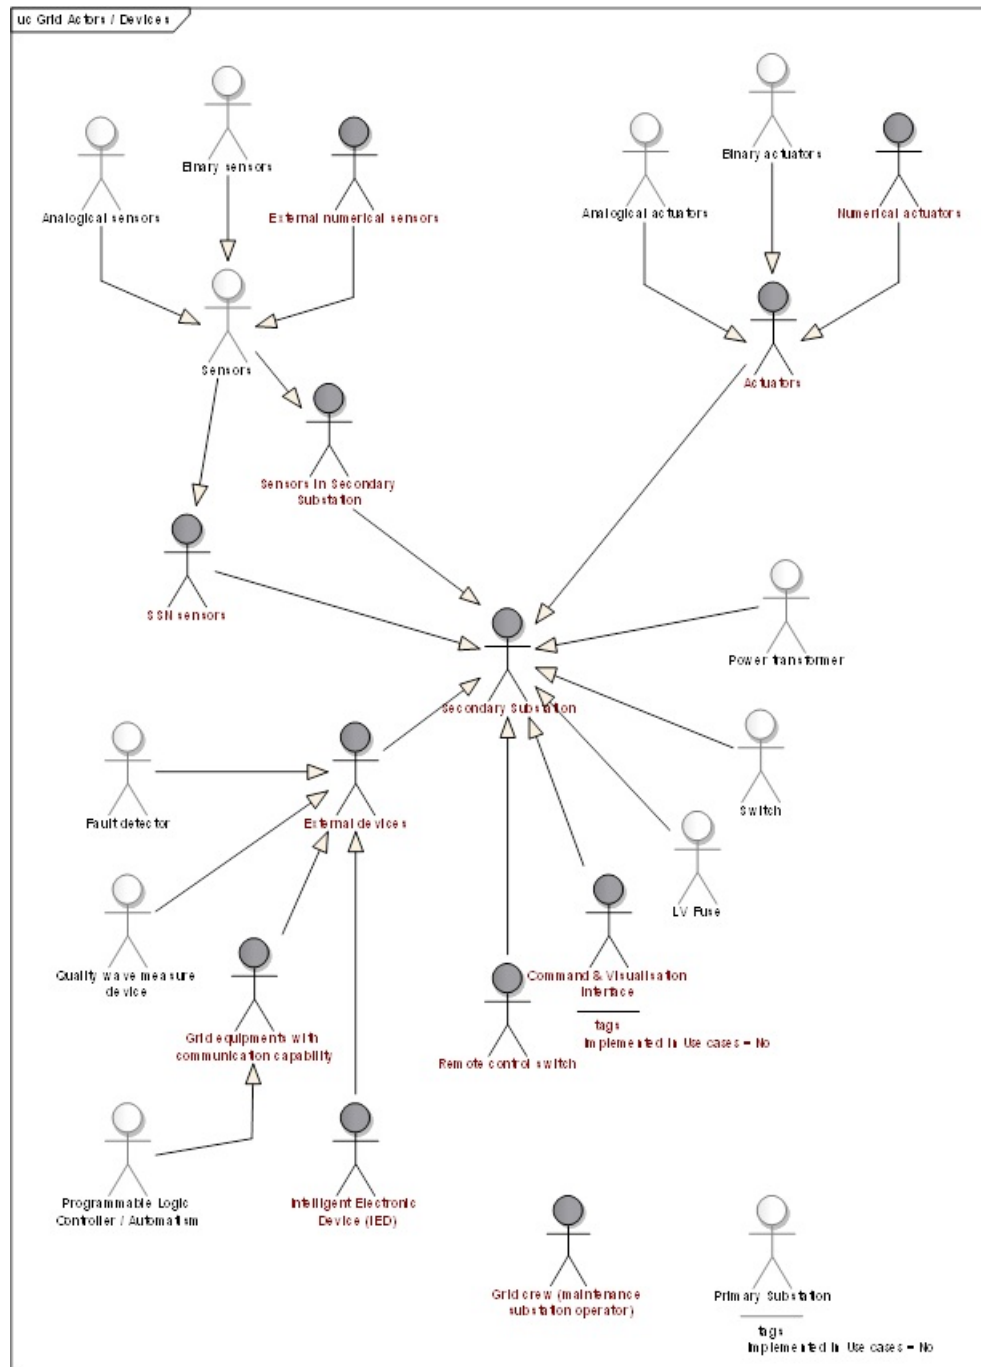 uc Grid Actors / Devices
Binary sensors
Analogical sensors
External numerical sensors
Binary actuators
Analogical actuators
Numerical actuators
Sensors
Actuators
Sensors in Secondary
Substation
SSN sensors
Power transformer
Secondary Substation
Switch
Fault detector
External devices
LV Fuse
Quality wave measure
device
Command & Visualisation
Interface
tags
Implemented in Use cases = No
Grid equipments with
communication capability
Remote control switch
Programmable Logic
Controller / Automatism
Intelligent Electronic
Device (IED)
Grid crew (maintenance
substation operator)
Primary Substation
tags
Implemented in Use cases = No